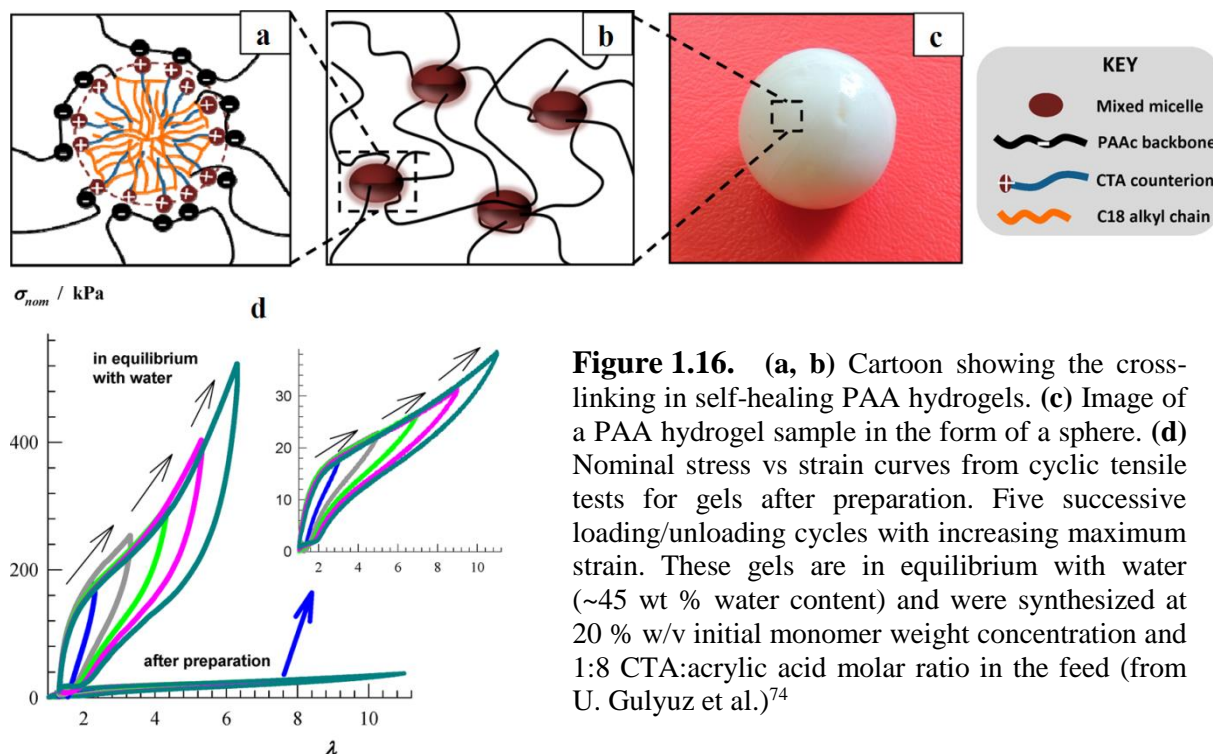 a
b
c
KEY
Mixed micelle
PAAc backbone
CTA counterion
C18 alkyl chain
σnom / kPa
d
in equilibrium
with water
400
200
0
30
20
10
0
2 4 6 8 10
after preparation
2 4 6 8 10
λ
Figure 1.16. (a, b) Cartoon showing the cross-
linking in self-healing PAA hydrogels. (c) Image of
a PAA hydrogel sample in the form of a sphere. (d)
Nominal stress vs strain curves from cyclic tensile
tests for gels after preparation. Five successive
loading/unloading cycles with increasing maximum
strain. These gels are in equilibrium with water
(~45 wt % water content) and were synthesized at
20 % w/v initial monomer weight concentration and
1:8 CTA:acrylic acid molar ratio in the feed (from
U. Gulyuz et al.)74